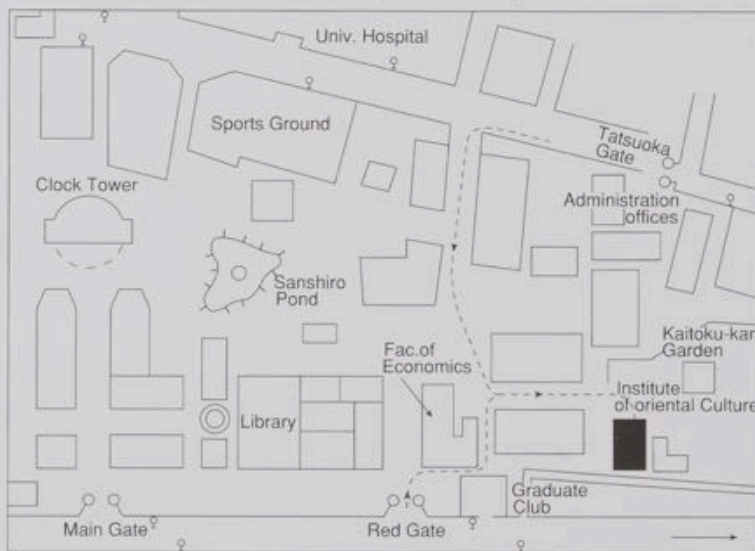 Univ. Hospital
Sports Ground
Tatsuoka
Gate
Clock Tower
Administration
offices
Sanshiro
Pond
Kaitoku-kan
Garden
Fac.of
Economics
Institute
of oriental Culture
Library
Graduate
Club
Main Gate
Red Gate